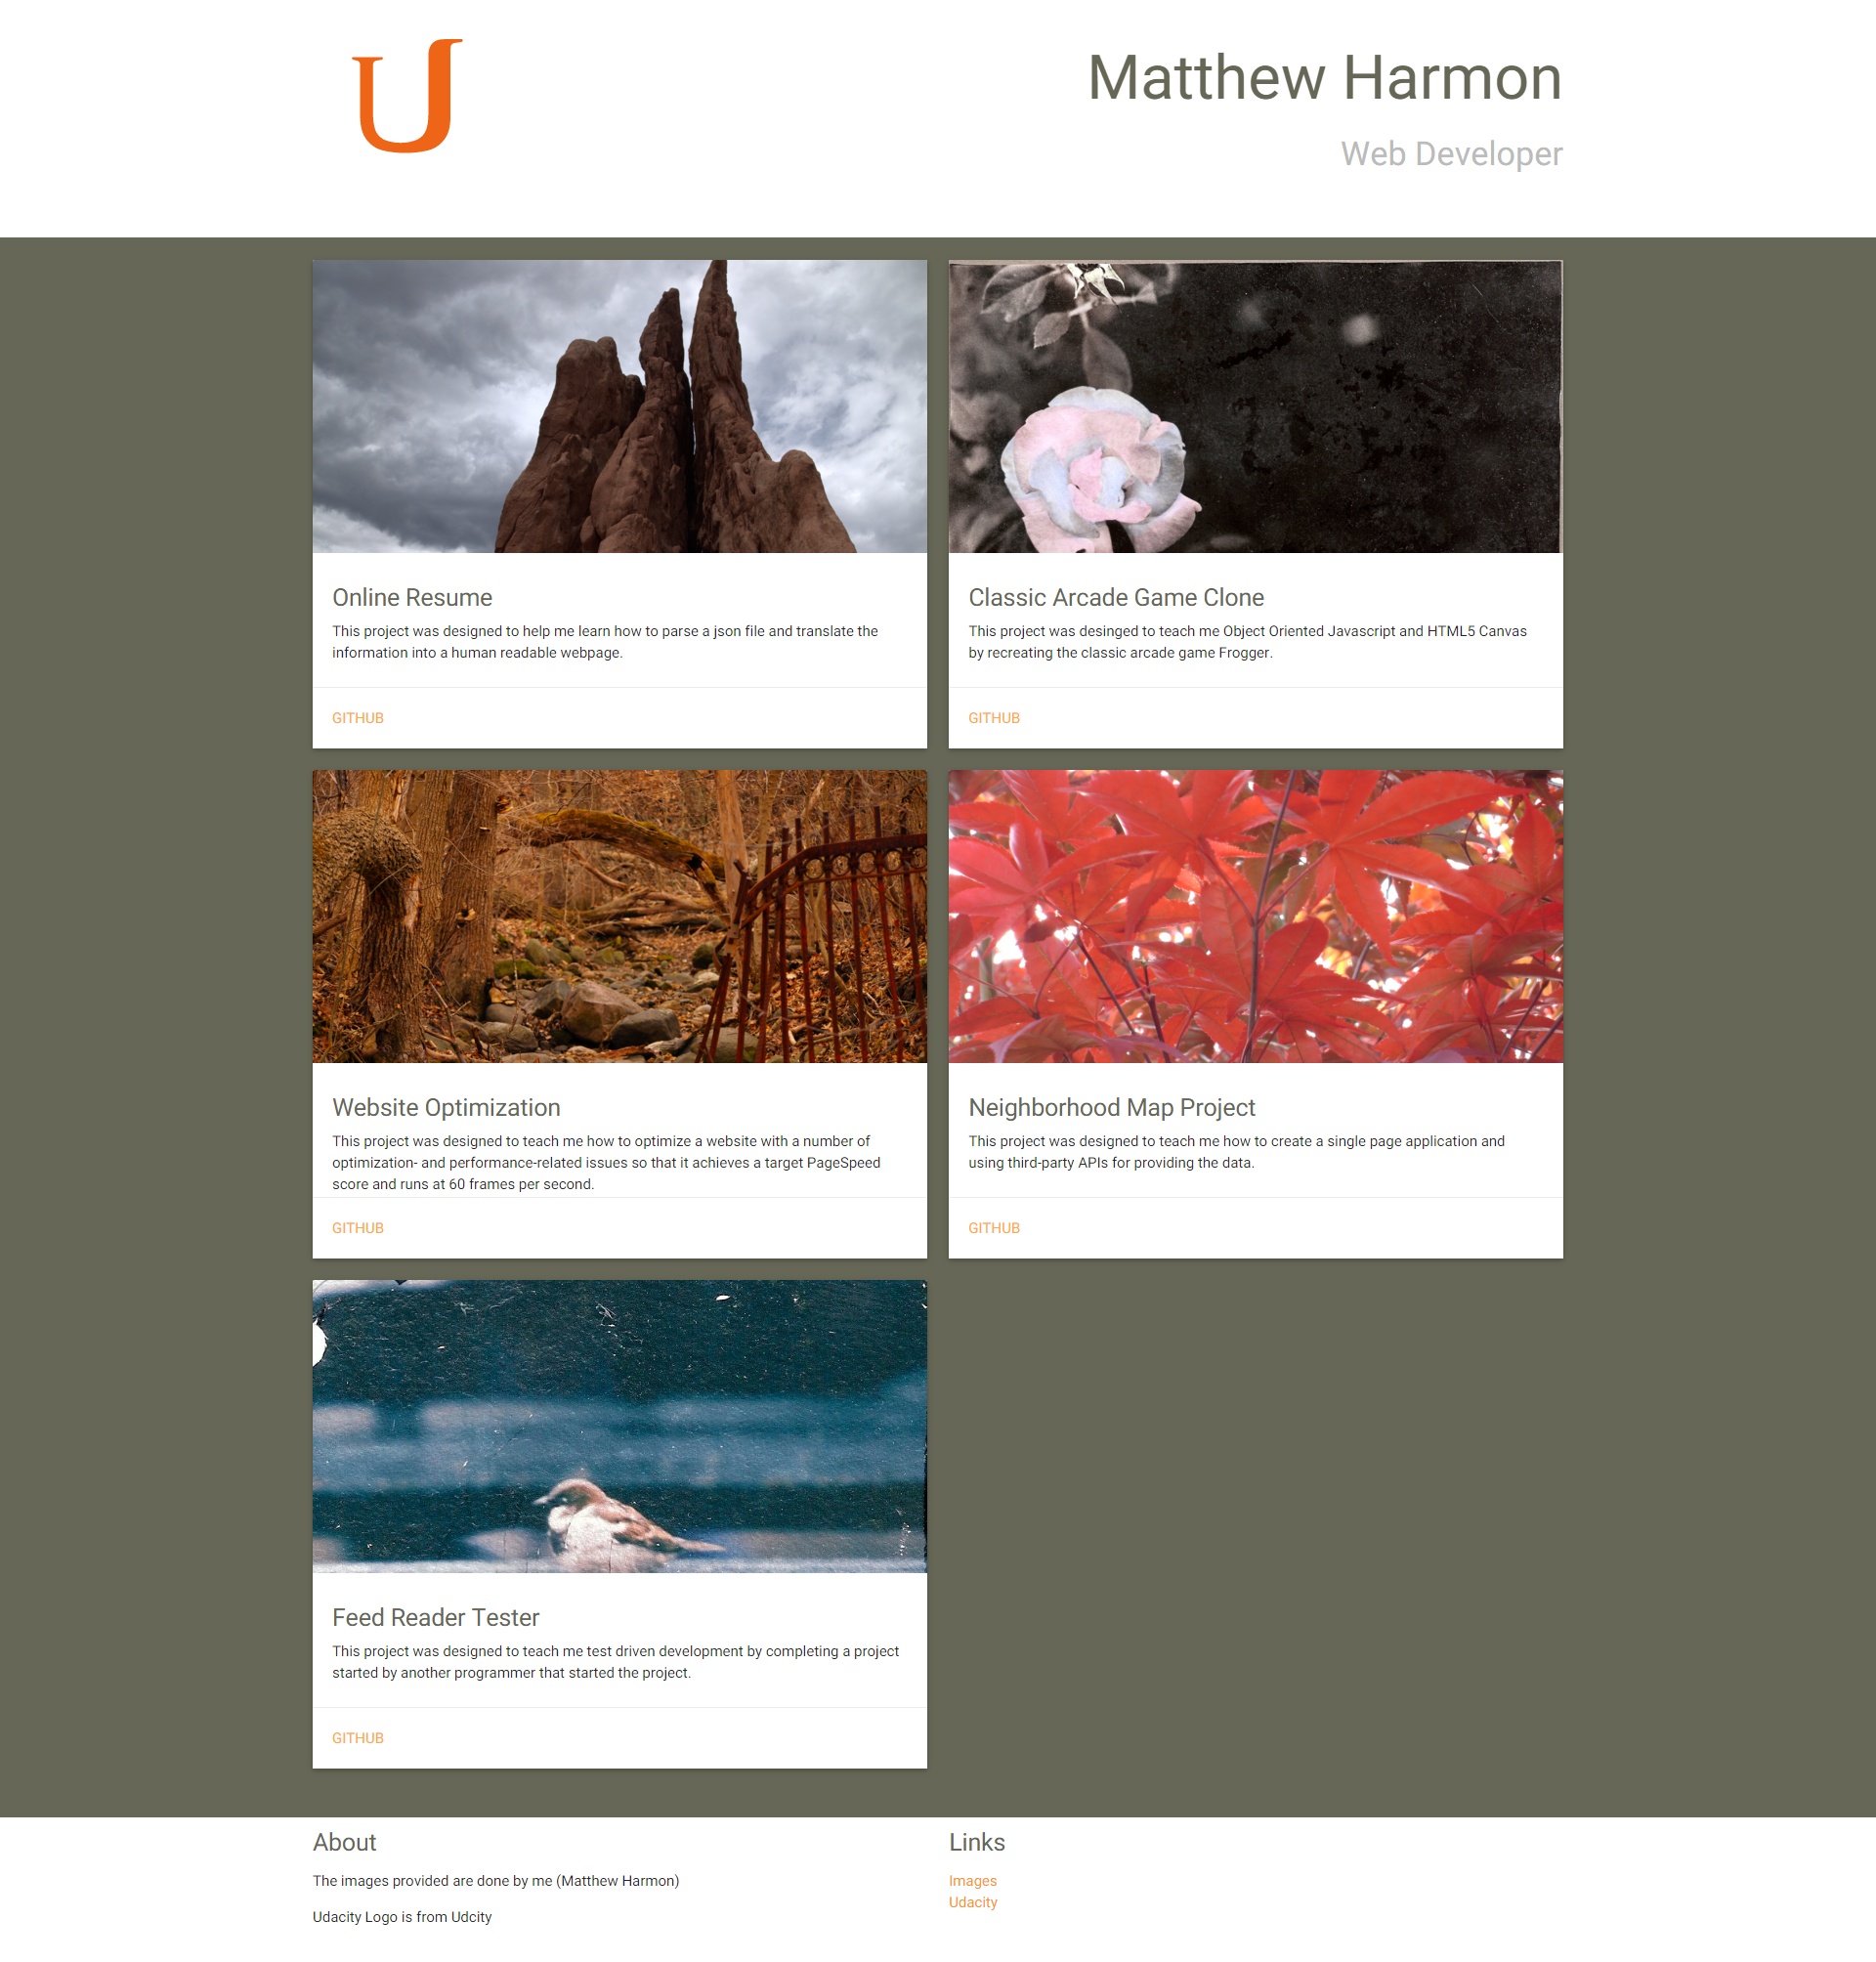 U
Matthew Harmon
Web Developer
Online Resume
This project was designed to help me learn how to parse a json file and translate the
information into a human readable webpage.
GITHUB
Classic Arcade Game Clone
This project was desinged to teach me Object Oriented Javascript and HTML5 Canvas
by recreating the classic arcade game Frogger.
GITHUB
Website Optimization
This project was designed to teach me how to optimize a website with a number of
optimization- and performance-related issues so that it achieves a target PageSpeed
score and runs at 60 frames per second.
GITHUB
Neighborhood Map Project
This project was designed to teach me how to create a single page application and
using third-party APIs for providing the data.
GITHUB
Feed Reader Tester
This project was designed to teach me test driven development by completing a project
started by another programmer that started the project.
GITHUB
About
The images provided are done by me (Matthew Harmon)
Udacity Logo is from Udcity
Links
Images
Udacity